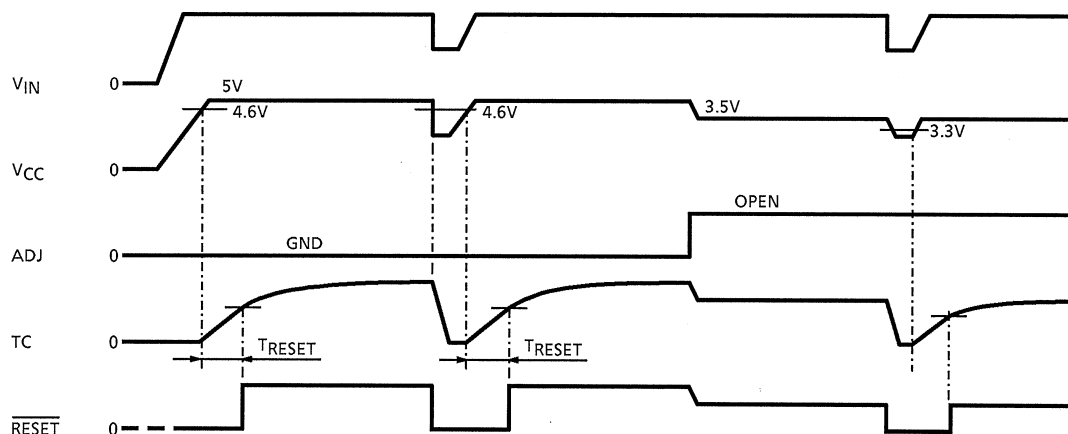 VIN 0
5V
4.6V 4.6V 3.5V 3.3V
VCC 0
OPEN
GND
ADJ 0
TC 0
TRESET TRESET
RESET 0